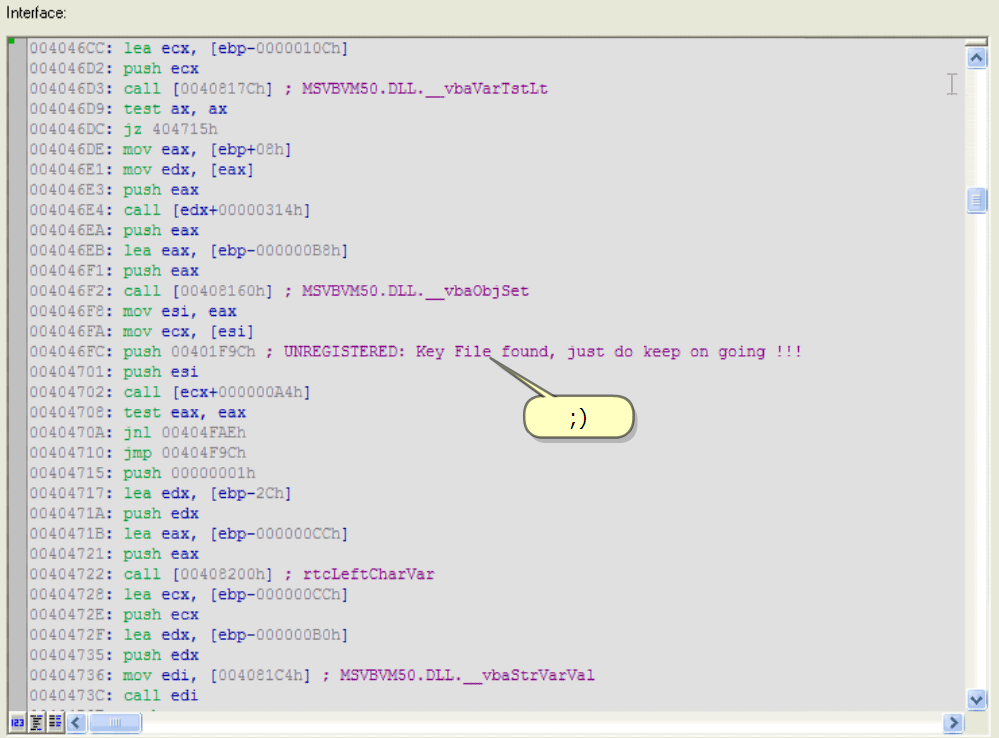 Interface:
004046CC: lea ecx, [ebp-0000010Ch]
004046D2: push ecx
004046D3: call [0040817Ch] ; MSVBVM50.DLL.__vbaVarTstLt
004046D9: test ax, ax
004046DC: jz 404715h
004046DE: mov eax, [ebp+08h]
004046E1: mov edx, [eax]
004046E3: push eax
004046E4: call [edx+00000314h]
004046EA: push eax
004046EB: lea eax, [ebp-000000B8h]
004046F1: push eax
004046F2: call [00408160h] ; MSVBVM50.DLL.__vbaObjSet
004046F8: mov esi, eax
004046FA: mov ecx, [esi]
004046FC: push 00401F9Ch ; UNREGISTERED: Key File found, just do keep on going !!!
00404701: push esi
00404702: call [ecx+000000A4h]
00404708: test eax, eax
;)
0040470A: jnl 00404FAEh
00404710: jmp 00404F9Ch
00404715: push 00000001h
00404717: lea edx, [ebp-2Ch]
0040471A: push edx
0040471B: lea eax, [ebp-000000CCh]
00404721: push eax
00404722: call [00408200h] ; rtcLeftCharVar
00404728: lea ecx, [ebp-000000CCh]
0040472E: push ecx
0040472F: lea edx, [ebp-000000B0h]
00404735: push edx
00404736: mov edi, [004081C4h] ; MSVBVM50.DLL.__vbaStrVarVal
0040473C: call edi
123